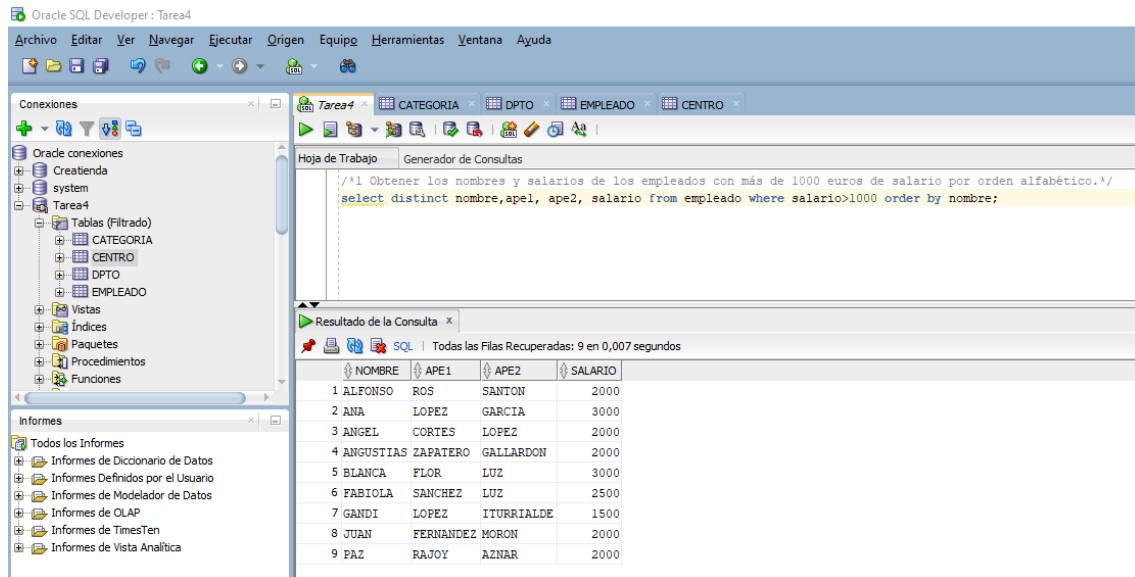 Oracle SQL Developer : Tarea4
Archivo Editar Ver Navegar Ejecutar Origen Equipo Herramientas Ventana Ayuda
Conexiones
Oracle conexiones
Creatienda
system
Tarea4
Tablas (Filtrado)
CATEGORIA
CENTRO
DPTO
EMPLEADO
Vistas
Índices
Paquetes
Procedimientos
Funciones
Informes
Todos los Informes
Informes de Diccionario de Datos
Informes Definidos por el Usuario
Informes de Modelador de Datos
Informes de OLAP
Informes de TimesTen
Informes de Vista Analítica
Tarea4 CATEGORIA DPTO EMPLEADO CENTRO
Hoja de Trabajo Generador de Consultas
/*1 Obtener los nombres y salarios de los empleados con más de 1000 euros de salario por orden alfabético.*/
select distinct nombre,ape1, ape2, salario from empleado where salario>1000 order by nombre;
Resultado de la Consulta
SQL | Todas las Filas Recuperadas: 9 en 0,007 segundos
NOMBRE APE1 APE2 SALARIO
1 ALFONSO ROS SANTON 2000
2 ANA LOPEZ GARCIA 3000
3 ANGEL CORTES LOPEZ 2000
4 ANGUSTIAS ZAPATERO GALLARDON 2000
5 BLANCA FLOR LUZ 3000
6 FABIOLA SANCHEZ LUZ 2500
7 GANDI LOPEZ ITURRIALDE 1500
8 JUAN FERNANDEZ MORON 2000
9 PAZ RAJOY AZNAR 2000